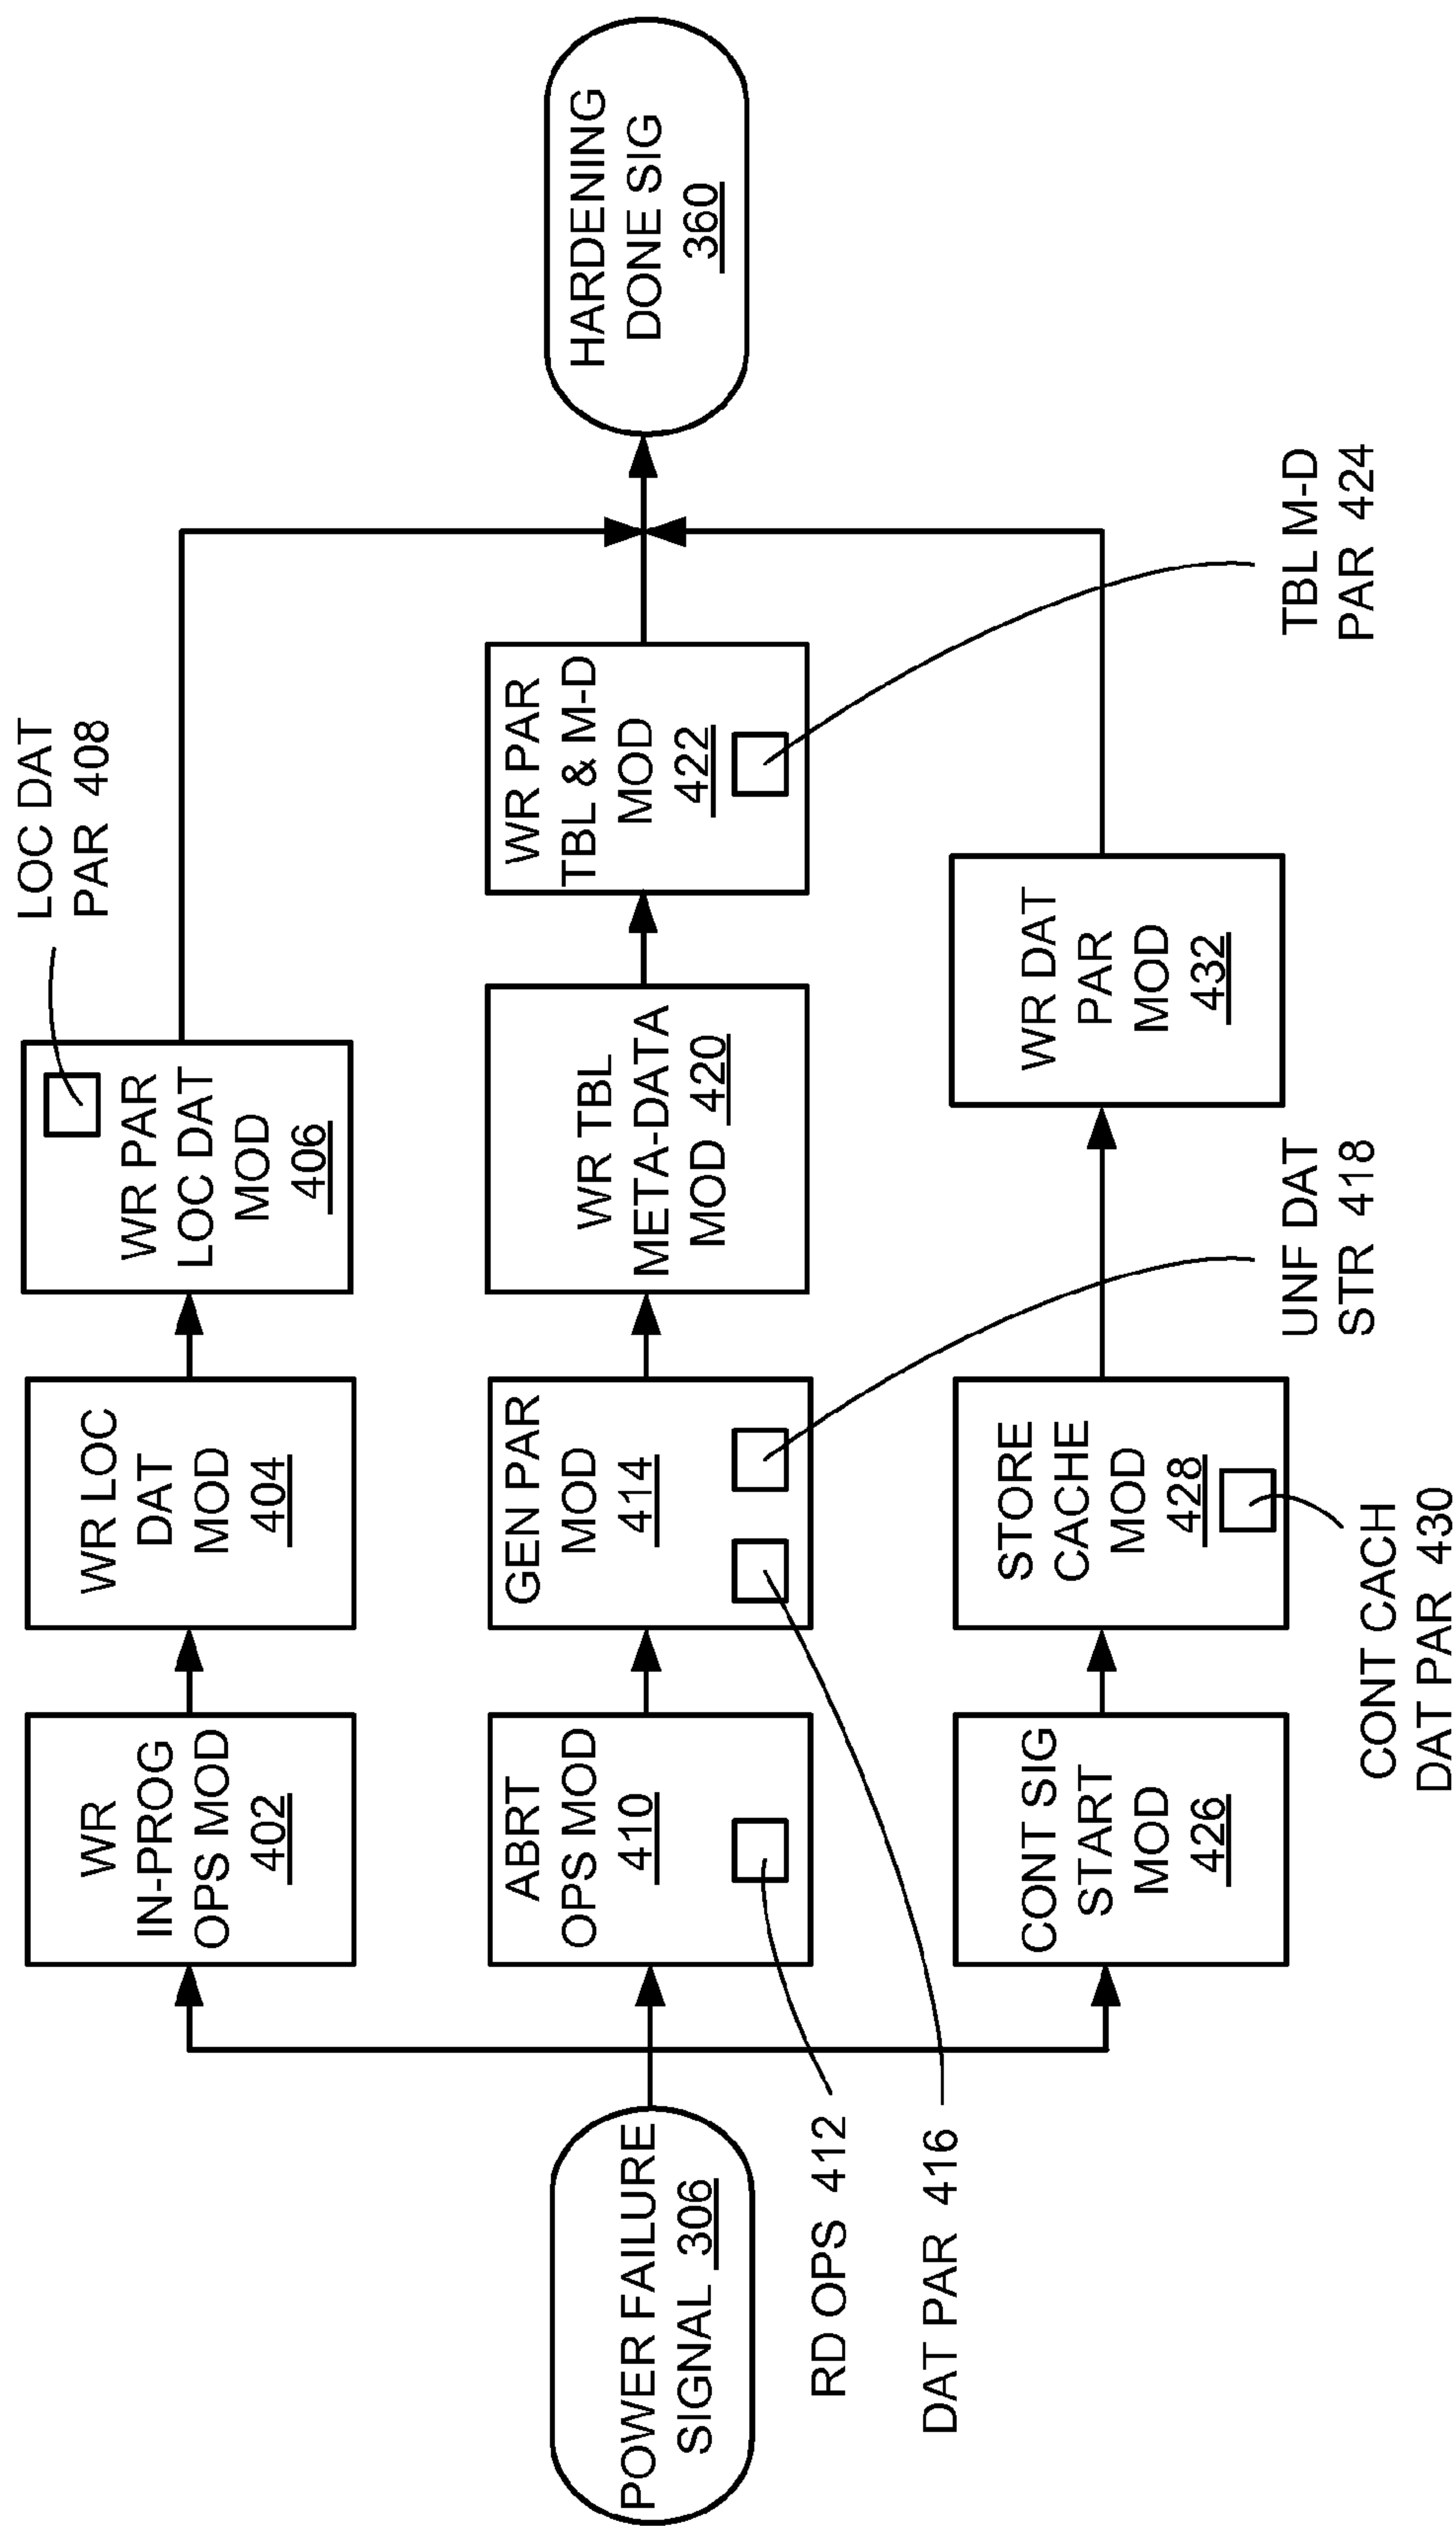 LOC DAT
PAR 408
WR
IN-PROG
OPS MOD
402
WR LOC
DAT
MOD
404
WR PAR
LOC DAT
MOD
406
POWER FAILURE
SIGNAL 306
ABRT
OPS MOD
410
GEN PAR
MOD
414
WR TBL
META-DATA
MOD 420
WR PAR
TBL & M-D
MOD
422
HARDENING
DONE SIG
360
RD OPS 412
DAT PAR 416
CONT SIG
START
MOD
426
STORE
CACHE
MOD
428
WR DAT
PAR
MOD
432
UNF DAT
STR 418
TBL M-D
PAR 424
CONT CACH
DAT PAR 430